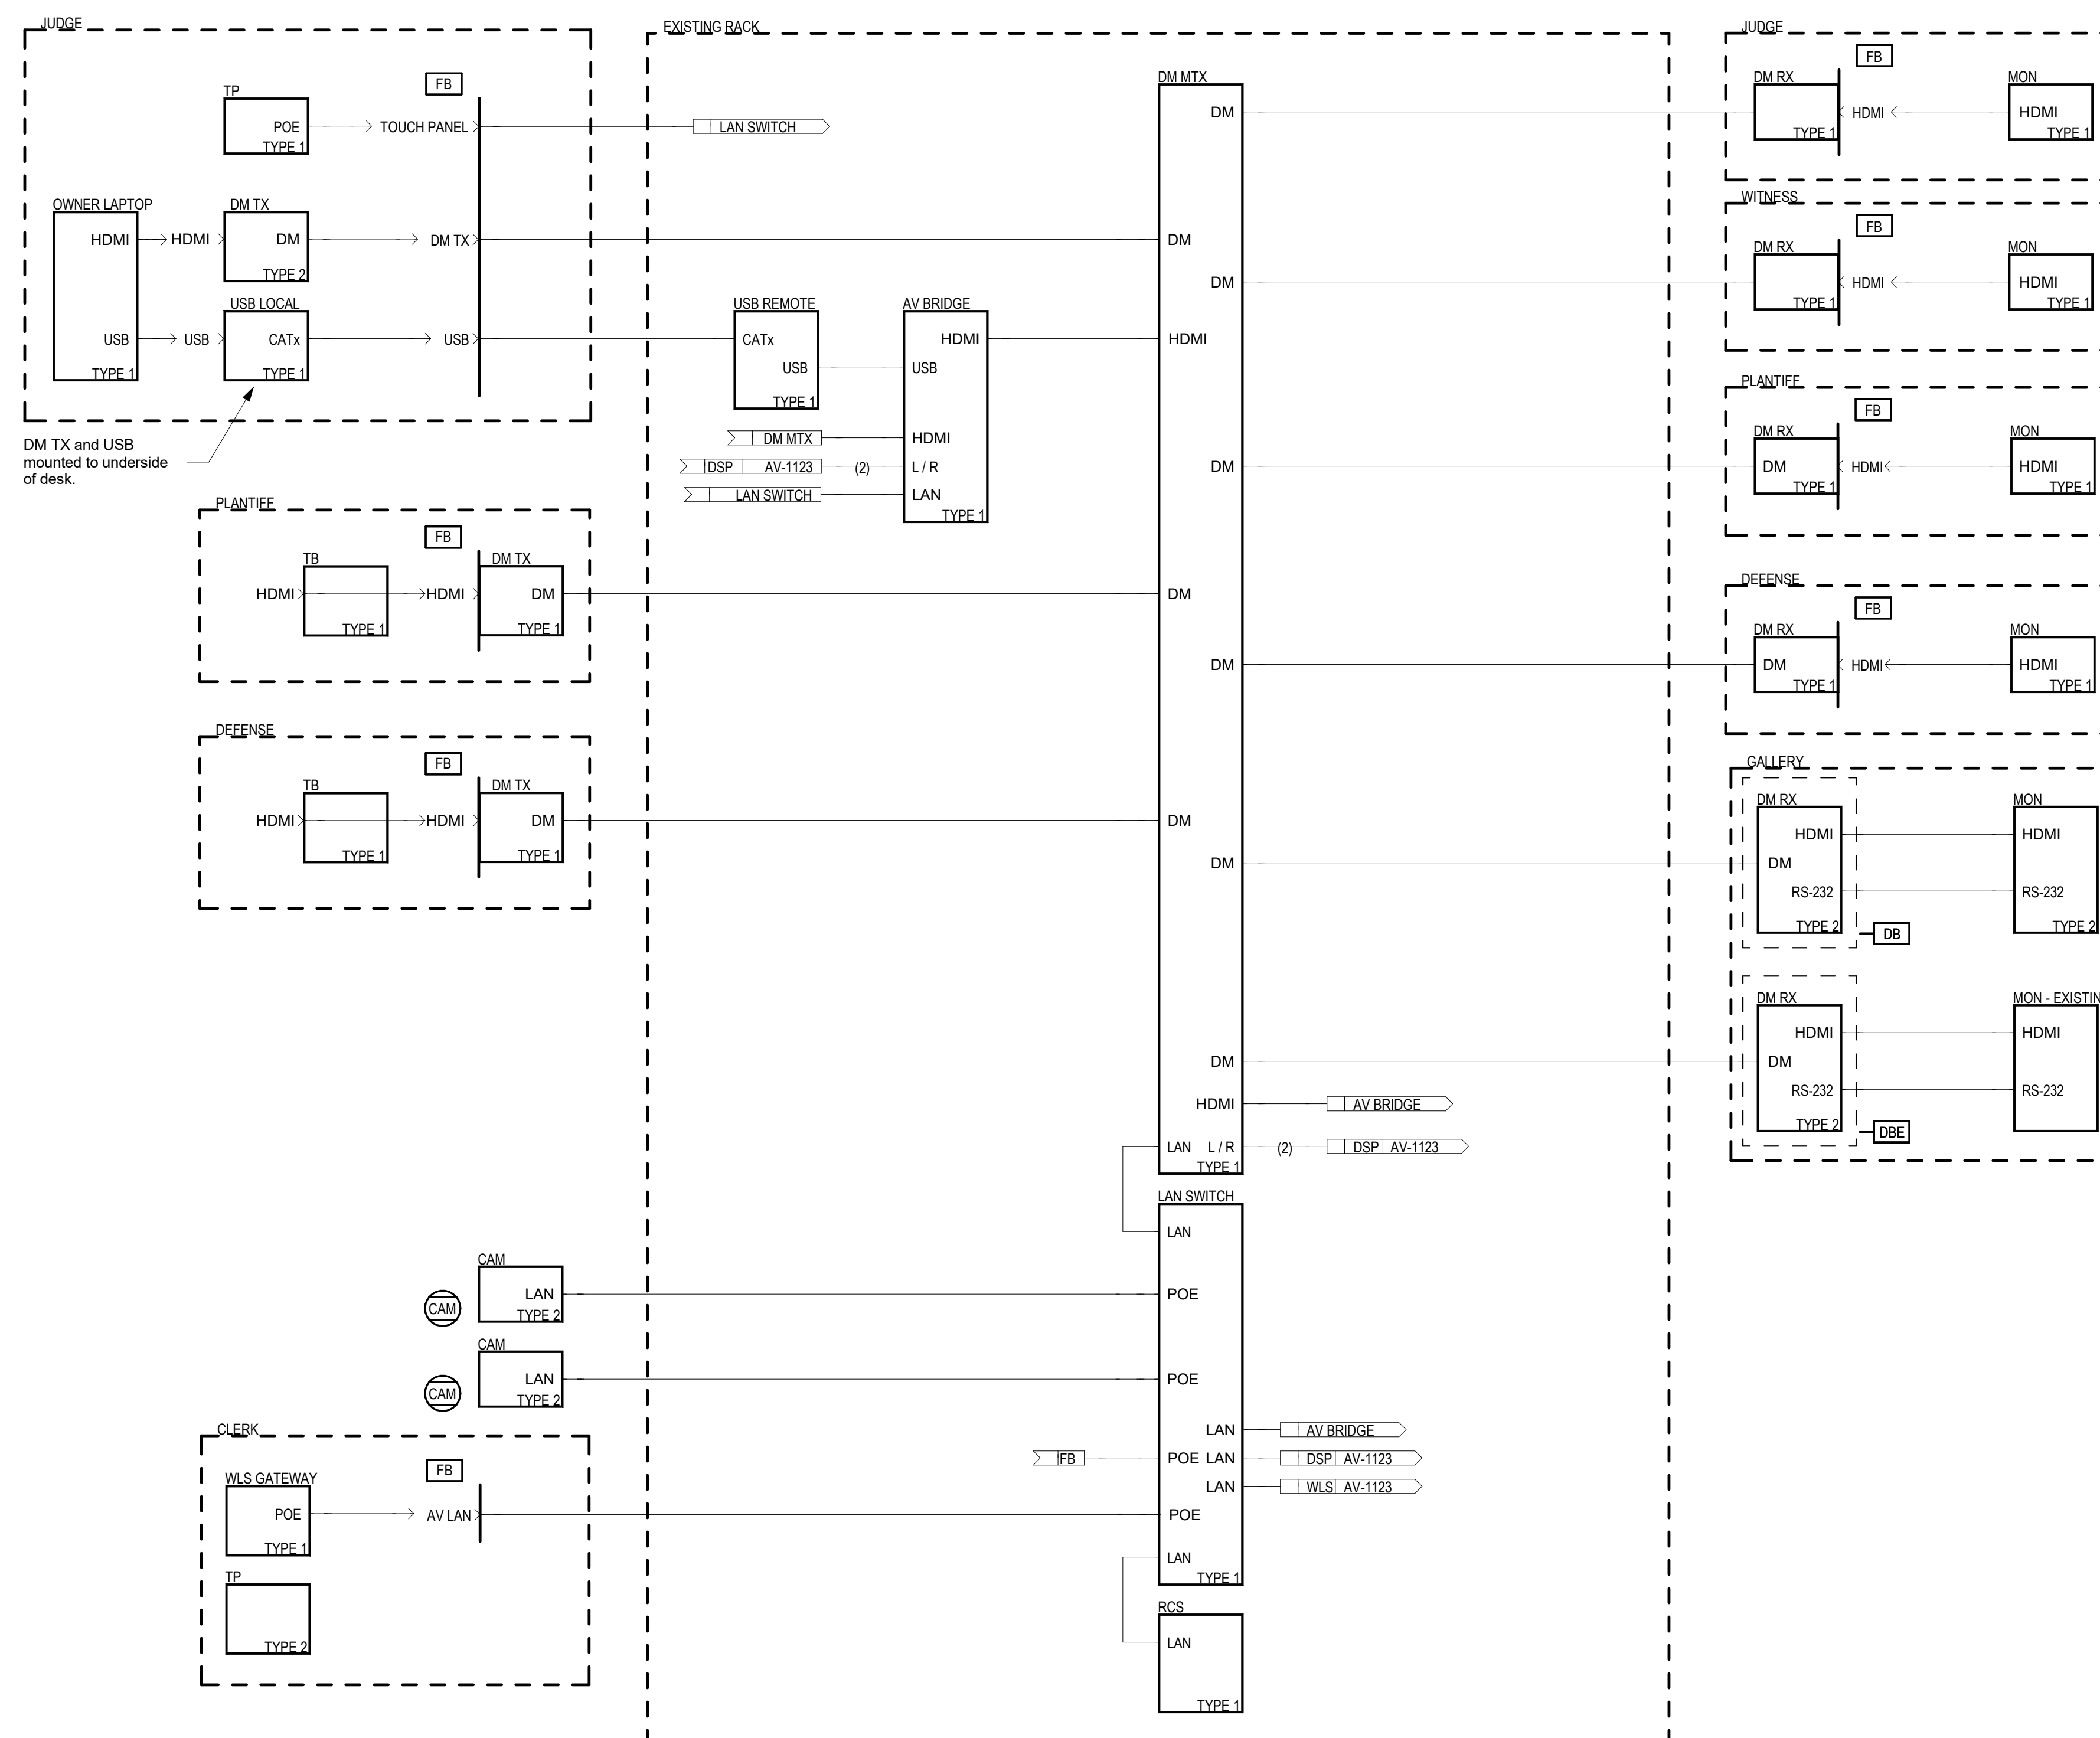 JUDGE
FB
TP
POE
TYPE 1
TOUCH PANEL
OWNER LAPTOP
HDMI
USB
TYPE 1
HDMI
DM TX
DM
TYPE 2
DM TX
USB LOCAL
USB
CATx
TYPE 1
USB
DM TX and USB
mounted to underside
of desk.
PLANTIFF
FB
TB
HDMI
TYPE 1
HDMI
DM TX
DM
TYPE 1
DEFENSE
FB
TB
HDMI
TYPE 1
HDMI
DM TX
DM
TYPE 1
CAM
CAM
LAN
TYPE 2
CAM
CAM
LAN
TYPE 2
CLERK
FB
WLS GATEWAY
POE
TYPE 1
AV LAN
TP
TYPE 2
EXISTING RACK
LAN SWITCH
USB REMOTE
CATx
USB
TYPE 1
AV BRIDGE
HDMI
USB
HDMI
L / R
LAN
TYPE 1
DM MTX
DSP AV-1123 (2)
LAN SWITCH
DM MTX
DM
DM
DM
HDMI
DM
DM
DM
DM
DM
DM
HDMI
AV BRIDGE
LAN L / R
(2) DSP AV-1123
TYPE 1
LAN SWITCH
LAN
POE
POE
LAN
AV BRIDGE
FB
POE LAN
DSP AV-1123
LAN
WLS AV-1123
POE
LAN
TYPE 1
RCS
LAN
TYPE 1
JUDGE
FB
DM RX
TYPE 1
HDMI
MON
HDMI
TYPE 1
WITNESS
FB
DM RX
TYPE 1
HDMI
MON
HDMI
TYPE 1
PLANTIFF
FB
DM RX
DM
TYPE 1
HDMI
MON
HDMI
TYPE 1
DEFENSE
FB
DM RX
DM
TYPE 1
HDMI
MON
HDMI
TYPE 1
GALLERY
DM RX
HDMI
DM
RS-232
TYPE 2
DB
MON
HDMI
RS-232
TYPE 2
DM RX
HDMI
DM
RS-232
TYPE 2
DBE
MON - EXISTIN
HDMI
RS-232